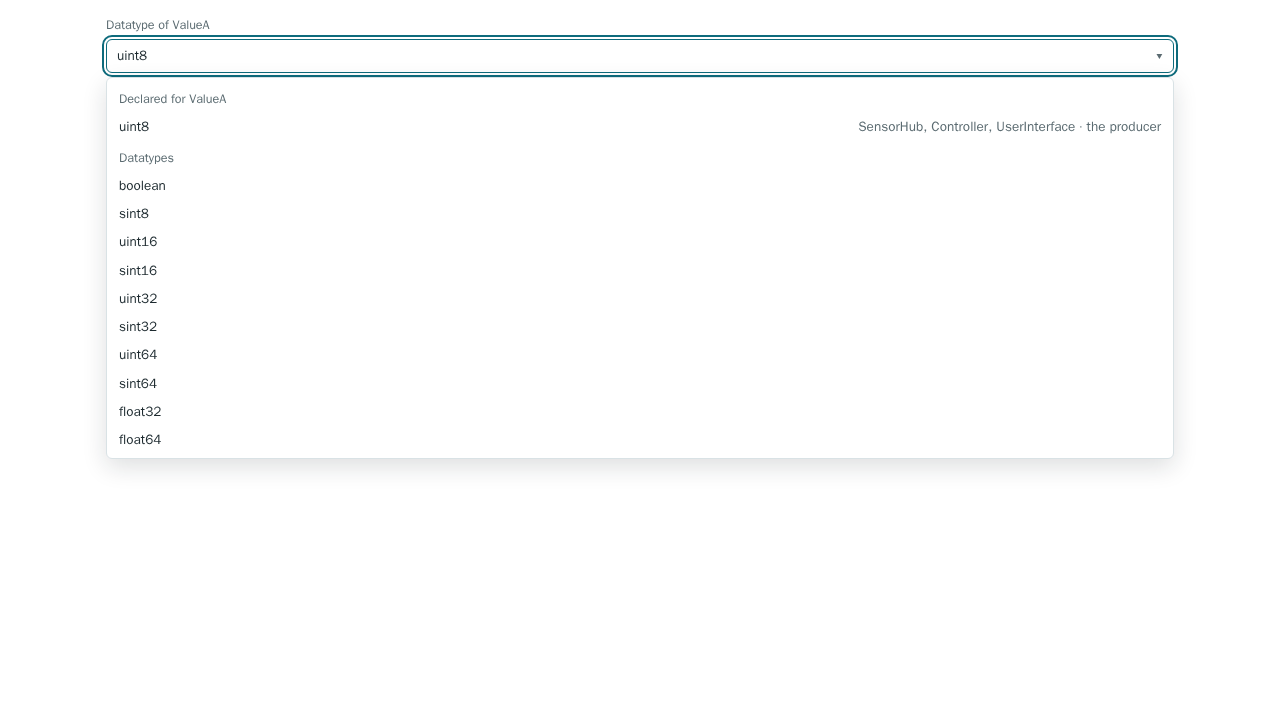 Datatype of ValueA
uint8
Declared for ValueA
uint8 SensorHub, Controller, UserInterface · the producer
Datatypes
boolean
sint8
uint16
sint16
uint32
sint32
uint64
sint64
float32
float64